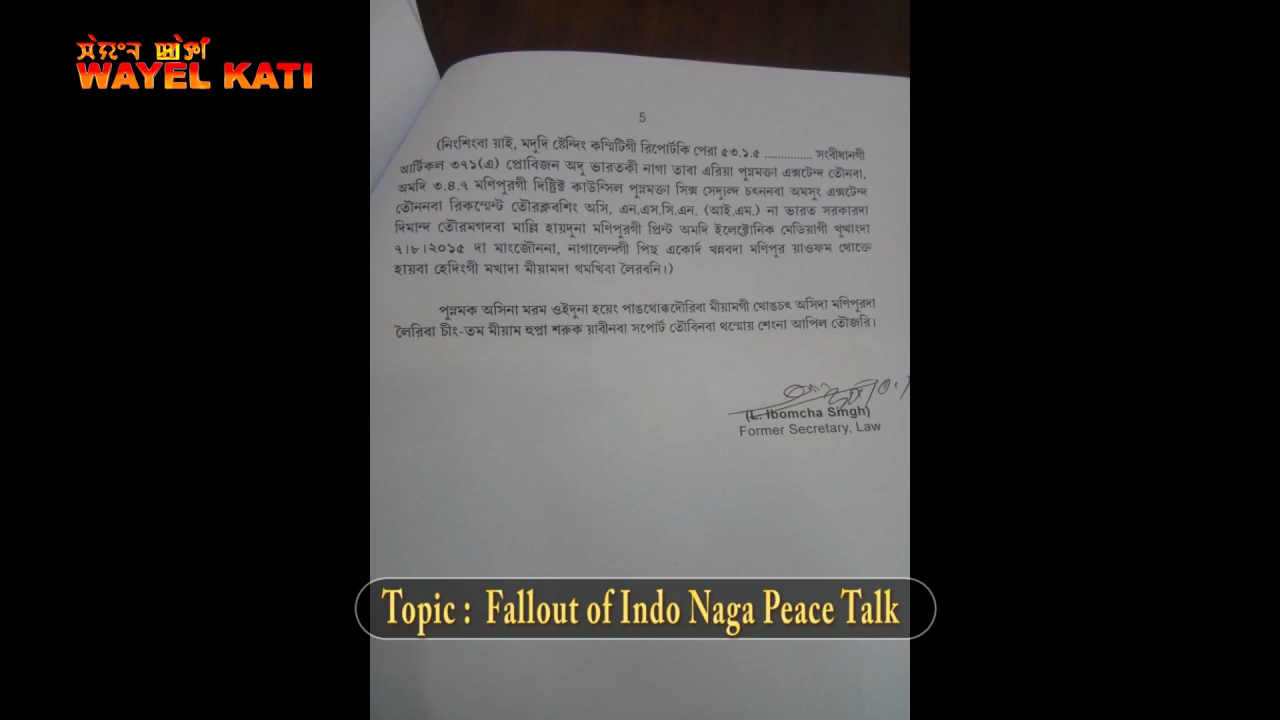 ꯋꯥꯌꯦꯜ ꯀꯥꯇꯤ
WAYEL KATI
5
(নিংশিংবা য়াই, মদুদি ষ্টেন্দিং কম্মিটিগী রিপোর্টকি পেরা ৫৩.১.৫ .............. সংবীধানগী
আর্টিকল ৩৭১(এ) প্রোবিজন অদু ভারতকী নাগা তাবা এরিয়া পুন্নমক্তা এক্সটেন্দ তৌনবা,
অমদি ৩.৪.৭ মণিপুরগী দিষ্ট্রিক্ট কাউন্সিল পুন্নমক্তা সিক্স সেদ্যুল্দ চৎননবা অমসুং এক্সটেন্দ
তৌননবা রিকমেন্ট তৌরক্লবশিং অসি, এন.এস.সি.এন. (আই.এম.) না ভারত সরকারদা
দিমান্দ তৌরমগদবা মাল্লি হায়দুনা মণিপুরগী প্রিন্ট অমদি ইলেক্ট্রোনিক মেডিয়াগী খুথাংদা
৭।৮।২০১৫ দা মাংজৌননা, নাগালেন্দগী পিছ একোর্দ খন্নবদা মণিপুর য়াওফম থোক্তে
হায়বা হেদিংগী মখাদা মীয়ামদা থমখিবা লৈরবনি।)
পুন্নমক অসিনা মরম ওইদুনা হয়েং পাঙথোক্কদৌরিবা মীয়ামগী খোঙচৎ অসিদা মণিপুরদা
লৈরিবা চীং-তম মীয়াম হুপ্না শরুক য়াবীনবা সপোর্ট তৌবিনবা থম্মোয় শেংনা আপিল তৌজরি।
(L. Ibomcha Singh)
Former Secretary, Law
Topic : Fallout of Indo Naga Peace Talk